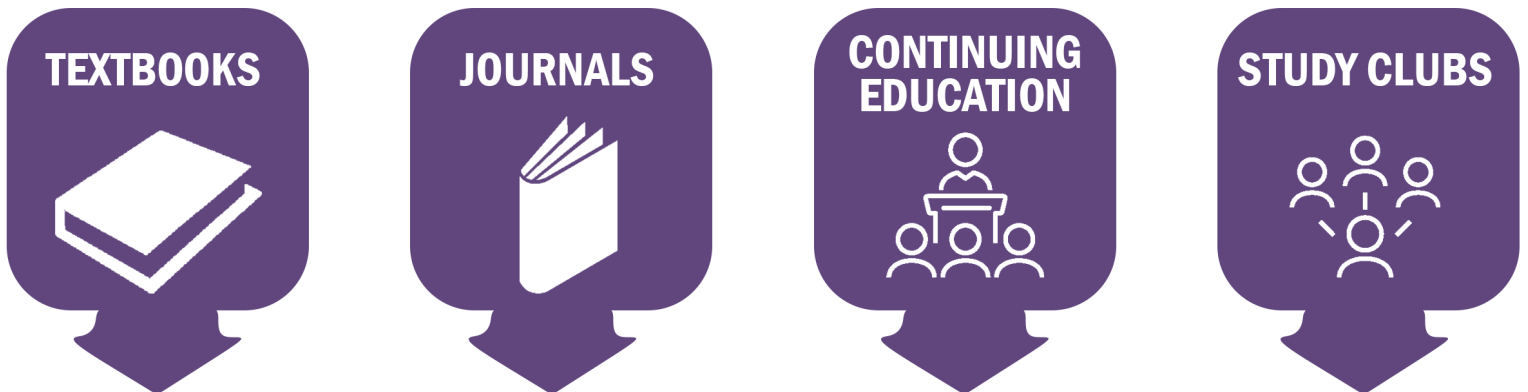 TEXTBOOKS
JOURNALS
CONTINUING
EDUCATION
STUDY CLUBS